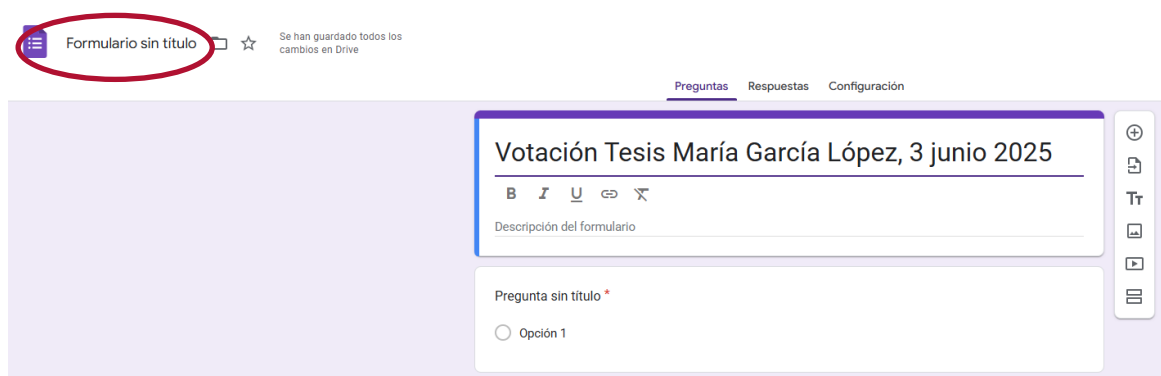 Formulario sin título
Se han guardado todos los
cambios en Drive
Preguntas Respuestas Configuración
Votación Tesis María García López, 3 junio 2025
B I U
Descripción del formulario
Pregunta sin título *
Opción 1
Tт